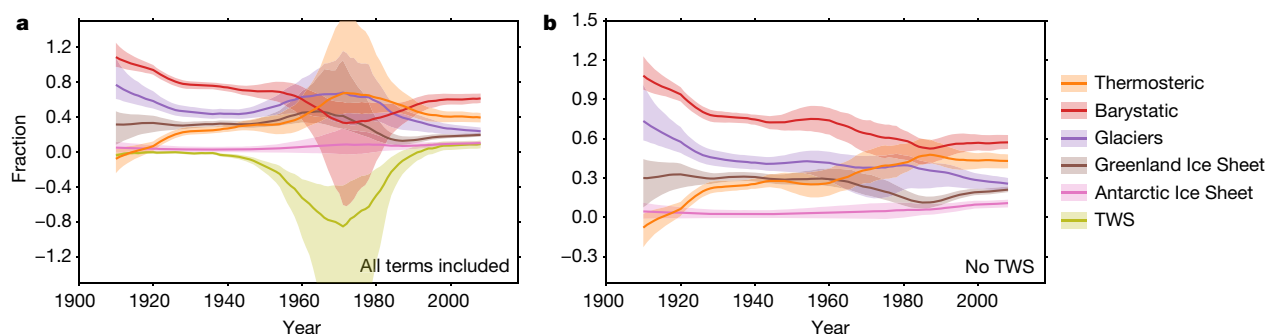 a
1.2
0.8
0.4
0.0
−0.4
−0.8
−1.2
Fraction
All terms included
1900 1920 1940 1960 1980 2000
Year
b
1.5
1.2
0.9
0.6
0.3
0.0
−0.3
No TWS
1900 1920 1940 1960 1980 2000
Year
Thermosteric
Barystatic
Glaciers
Greenland Ice Sheet
Antarctic Ice Sheet
TWS